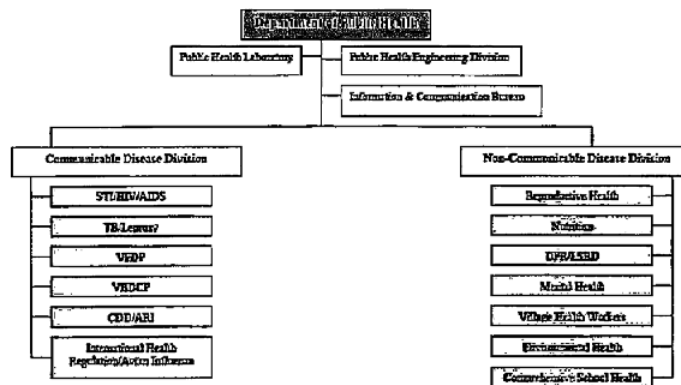 Department of Public Health
Public Health Laboratory
Public Health Engineering Division
Information & Communication Bureau
Communicable Disease Division
Non-Communicable Disease Division
STI/HIV/AIDS
Reproductive Health
TB/Leprosy
Nutrition
VHDP
VBDCP
Mental Health
CDD/ARI
Village Health Workers
International Health
Regulation/Avian Influenza
Environmental Health
Comprehensive School Health